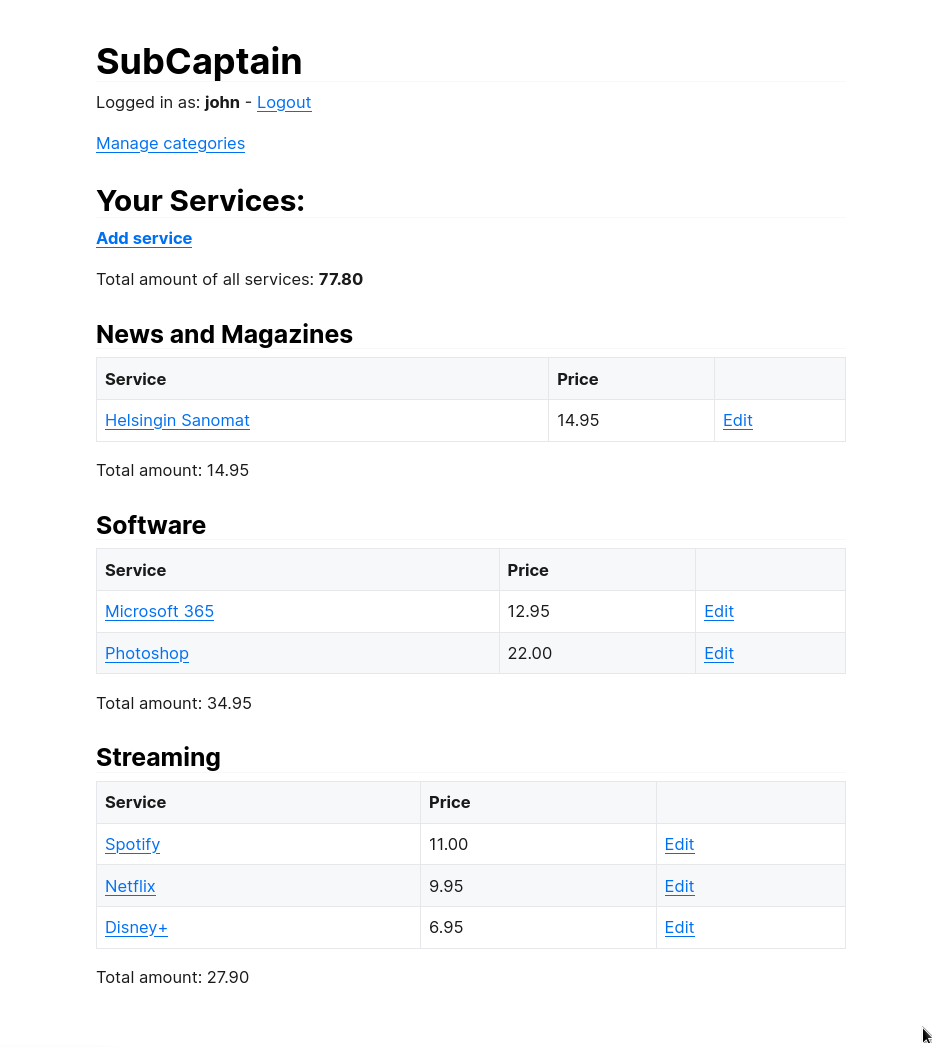 SubCaptain
Logged in as: john - Logout
Manage categories
Your Services:
Add service
Total amount of all services: 77.80
News and Magazines
Service Price
Helsingin Sanomat 14.95 Edit
Total amount: 14.95
Software
Service Price
Microsoft 365 12.95 Edit
Photoshop 22.00 Edit
Total amount: 34.95
Streaming
Service Price
Spotify 11.00 Edit
Netflix 9.95 Edit
Disney+ 6.95 Edit
Total amount: 27.90